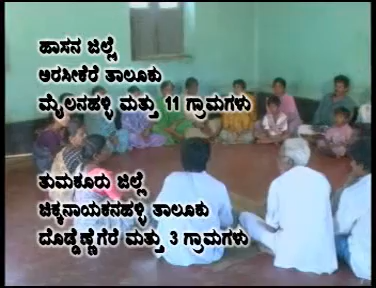 ಹಾಸನ ಜಿಲ್ಲೆ
ಅರಸೀಕೆರೆ ತಾಲೂಕು
ಮೈಲನಹಳ್ಳಿ ಮತ್ತು 11 ಗ್ರಾಮಗಳು
ತುಮಕೂರು ಜಿಲ್ಲೆ
ಚಿಕ್ಕನಾಯಕನಹಳ್ಳಿ ತಾಲೂಕು
ದೊಡ್ಡೆಣ್ಣೆಗೆರೆ ಮತ್ತು 3 ಗ್ರಾಮಗಳು